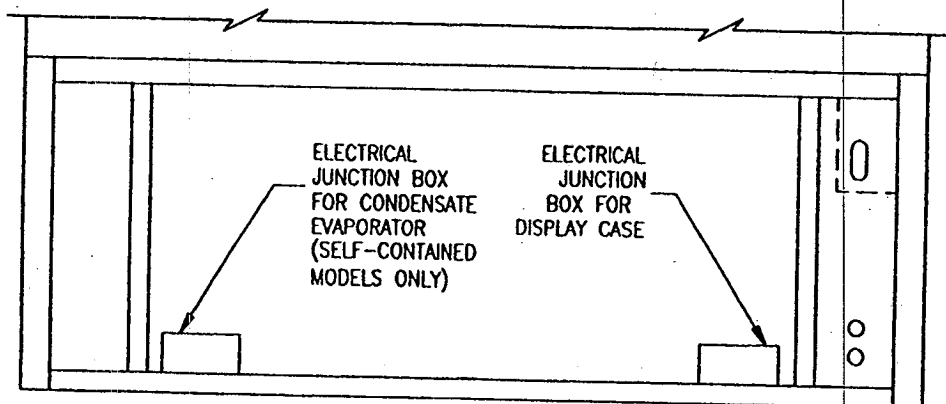 ELECTRICAL
JUNCTION BOX
FOR CONDENSATE
EVAPORATOR
(SELF-CONTAINED
MODELS ONLY)
ELECTRICAL
JUNCTION
BOX FOR
DISPLAY CASE